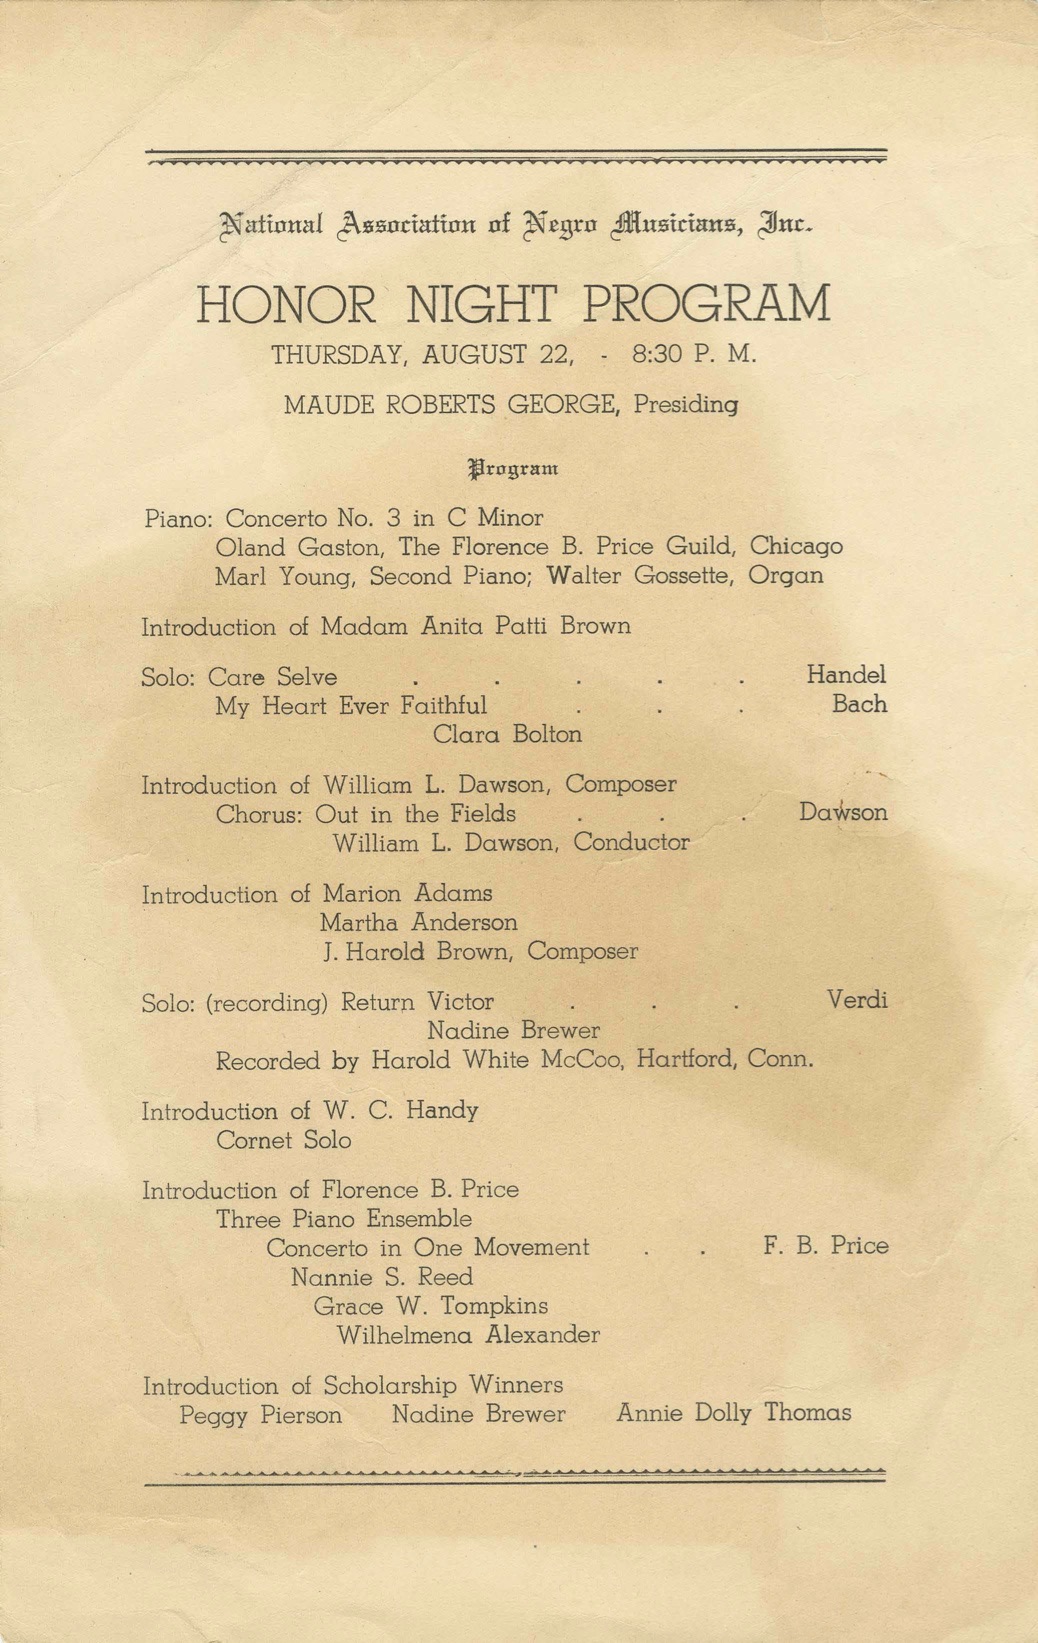 National Association of Negro Musicians, Inc.
HONOR NIGHT PROGRAM
THURSDAY, AUGUST 22, - 8:30 P. M.
MAUDE ROBERTS GEORGE, Presiding
Program
Piano: Concerto No. 3 in C Minor
Oland Gaston, The Florence B. Price Guild, Chicago
Marl Young, Second Piano; Walter Gossette, Organ
Introduction of Madam Anita Patti Brown
Solo: Care Selve . . . . . Handel
My Heart Ever Faithful . . . Bach
Clara Bolton
Introduction of William L. Dawson, Composer
Chorus: Out in the Fields . . . Dawson
William L. Dawson, Conductor
Introduction of Marion Adams
Martha Anderson
J. Harold Brown, Composer
Solo: (recording) Return Victor . . . Verdi
Nadine Brewer
Recorded by Harold White McCoo, Hartford, Conn.
Introduction of W. C. Handy
Cornet Solo
Introduction of Florence B. Price
Three Piano Ensemble
Concerto in One Movement . . F. B. Price
Nannie S. Reed
Grace W. Tompkins
Wilhelmena Alexander
Introduction of Scholarship Winners
Peggy Pierson Nadine Brewer Annie Dolly Thomas